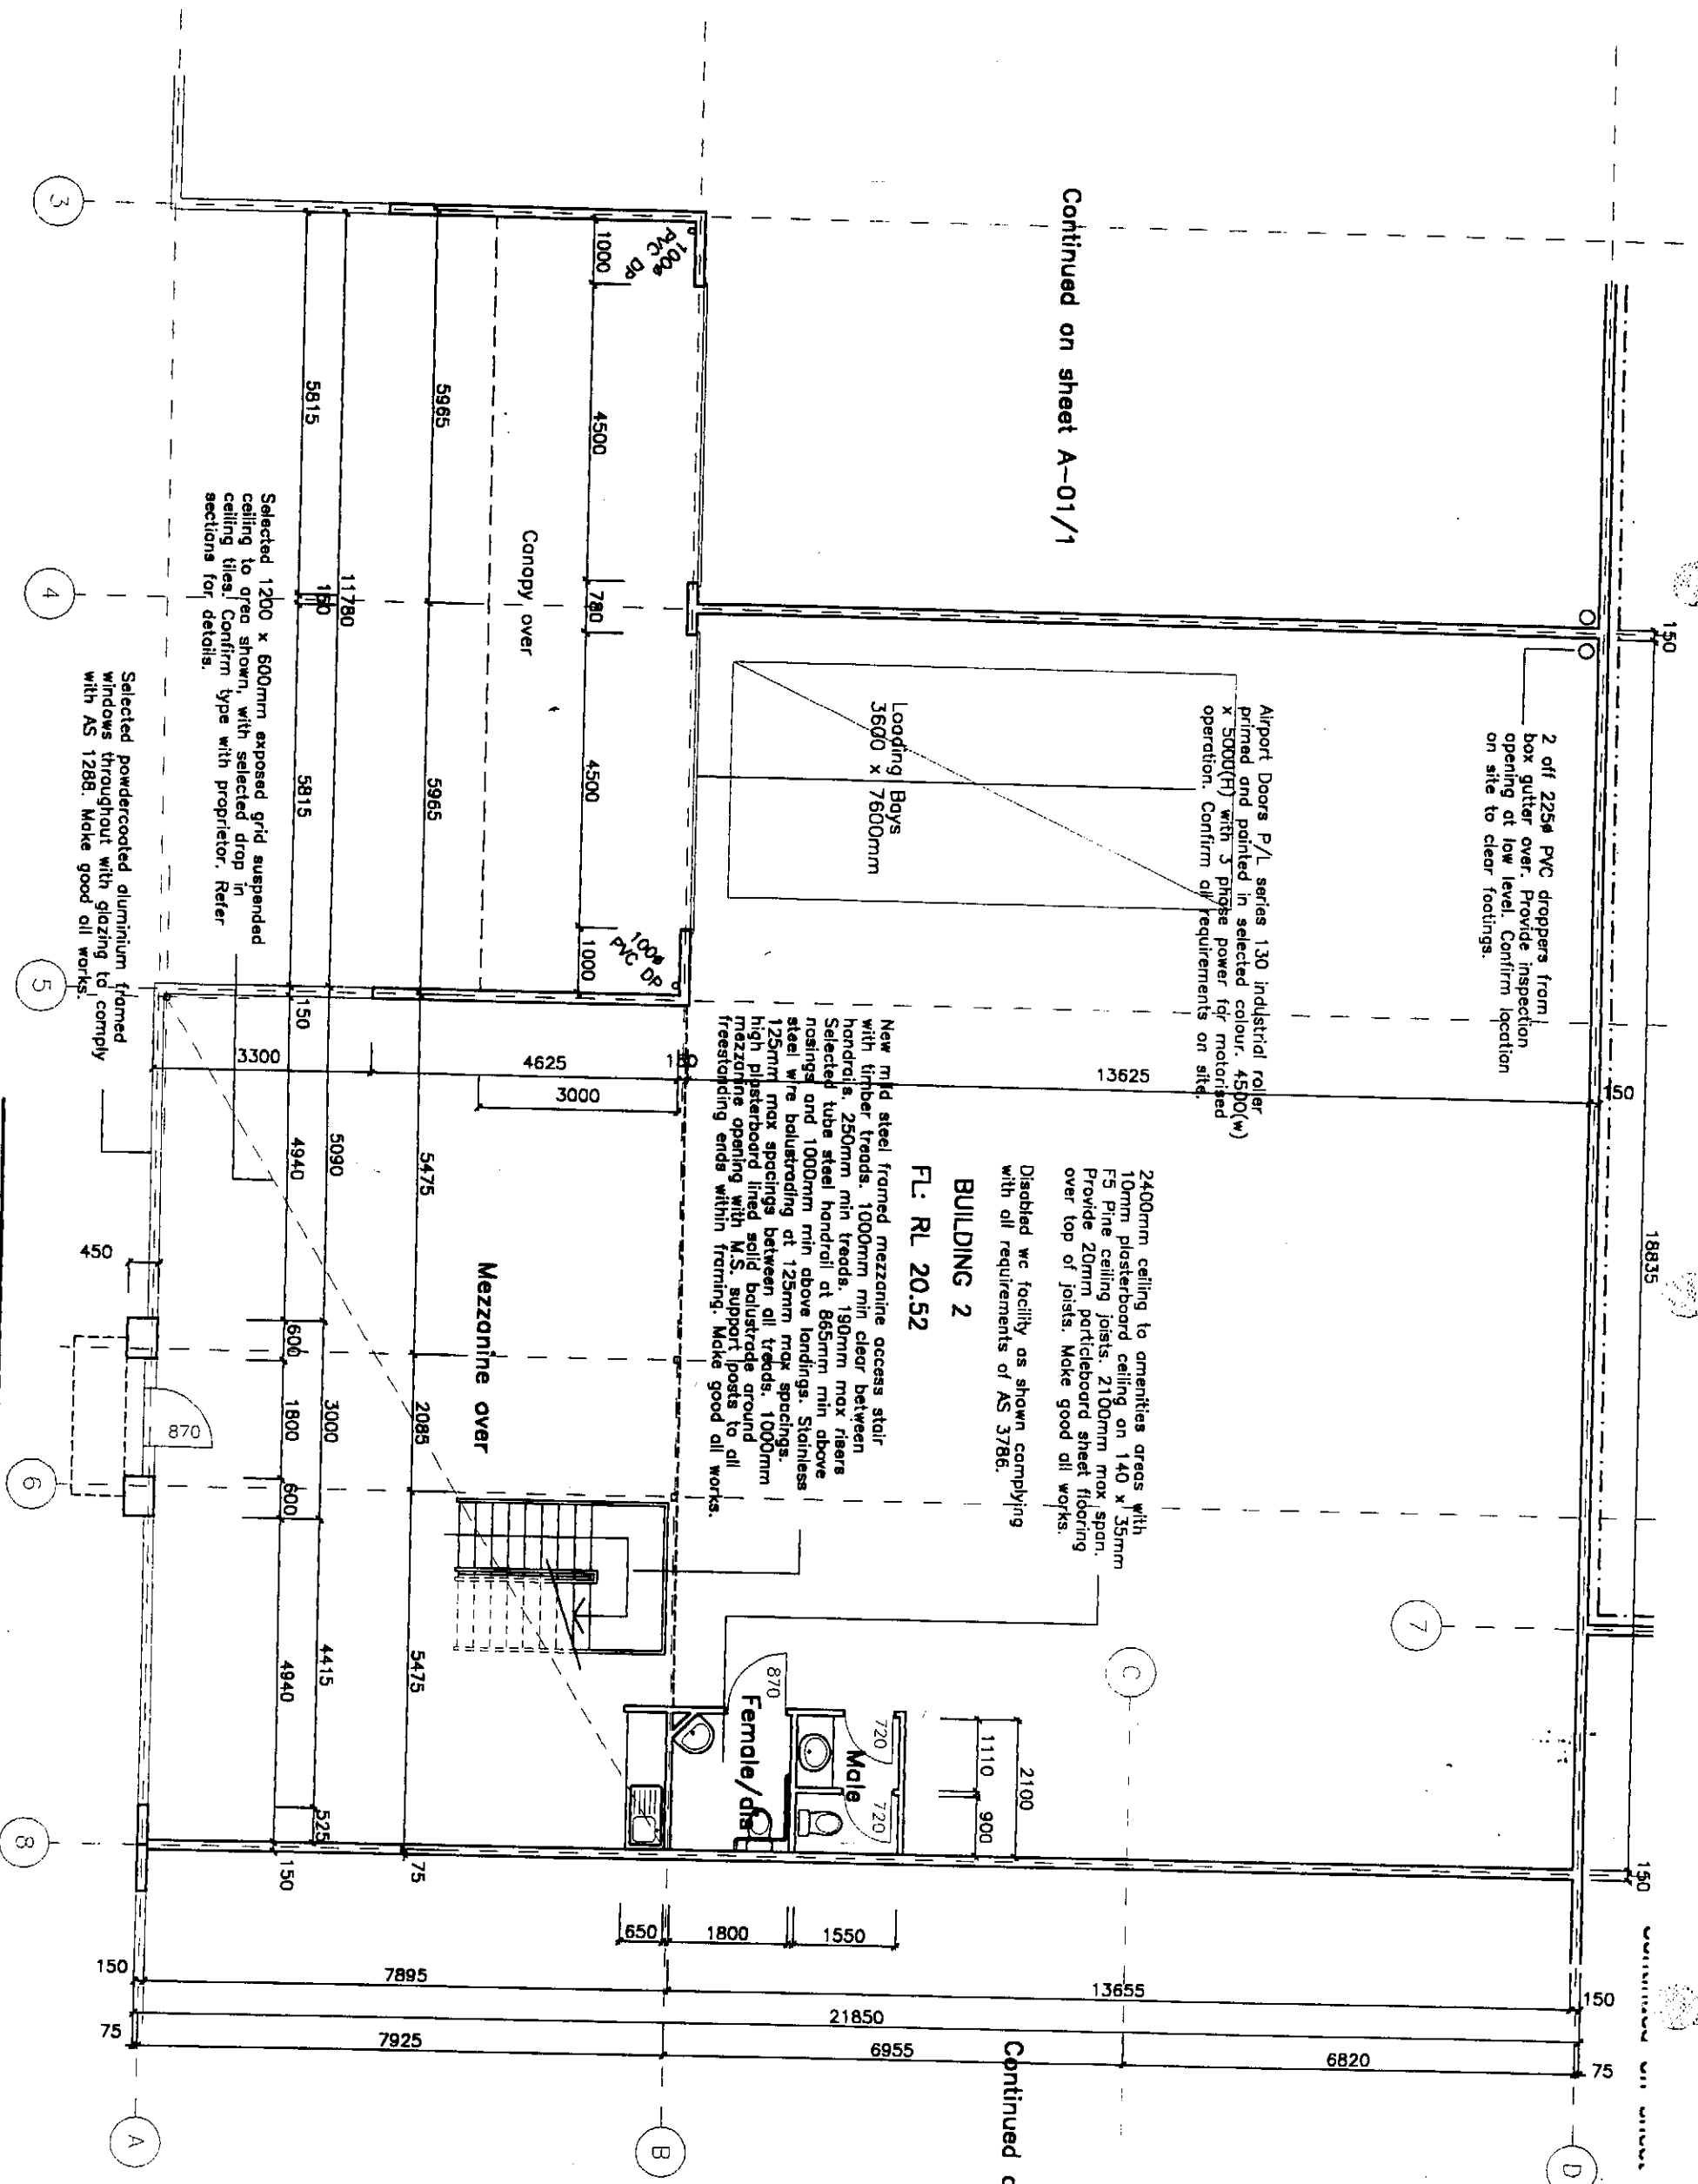 Continued on sheet A-01/1
2 off 225ø PVC droppers from
box gutter over. Provide inspection
opening at low level. Confirm location
on site to clear footings.
Airport Doors P/L series 130 industrial roller
primed and painted in selected colour. 4500(w)
x 5000(H) with 3 phase power for motorised
operation. Confirm all requirements on site.
Loading Bays
3600 x 7600mm
2400mm ceiling to amenities areas with
10mm plasterboard ceiling on 140 x 35mm
F5 Pine ceiling joists. 2100mm max span.
Provide 20mm particleboard sheet flooring
over top of joists. Make good all works.
Disabled wc facility as shown complying
with all requirements of AS 3786.
BUILDING 2
FL: RL 20.52
New mild steel framed mezzanine access stair
with timber treads. 1000mm min clear between
handrails. 250mm min treads. 190mm max risers
Selected tube steel handrail at 865mm min above
nosings and 1000mm min above landings. Stainless
steel wire balustrading at 125mm max spacings.
125mm max spacings between all treads. 1000mm
high plasterboard lined solid balustrade around
mezzanine opening with M.S. support posts to all
freestanding ends within framing. Make good all works.
Canopy over
Mezzanine over
Selected 1200 x 600mm exposed grid suspended
ceiling to area shown, with selected drop in
ceiling tiles. Confirm type with proprietor. Refer
sections for details.
Selected powdercoated aluminium framed
windows throughout with glazing to comply
with AS 1288. Make good all works.
100ø
PVC
DP
100ø
PVC DR
Male
Female/dis
870
720
720
870
150
18835
150
150
1000
4500
780
4500
1000
5965
5965
5475
2085
5475
75
11780
5090
3000
4415
525
5815
150
5815
150
4940
600
1800
600
4940
150
3300
4625
13625
3000
450
2100
1110
900
650
1800
1550
150
7895
13655
150
21850
75
7925
6955
6820
75
3
4
5
6
7
8
A
B
C
D
Continued